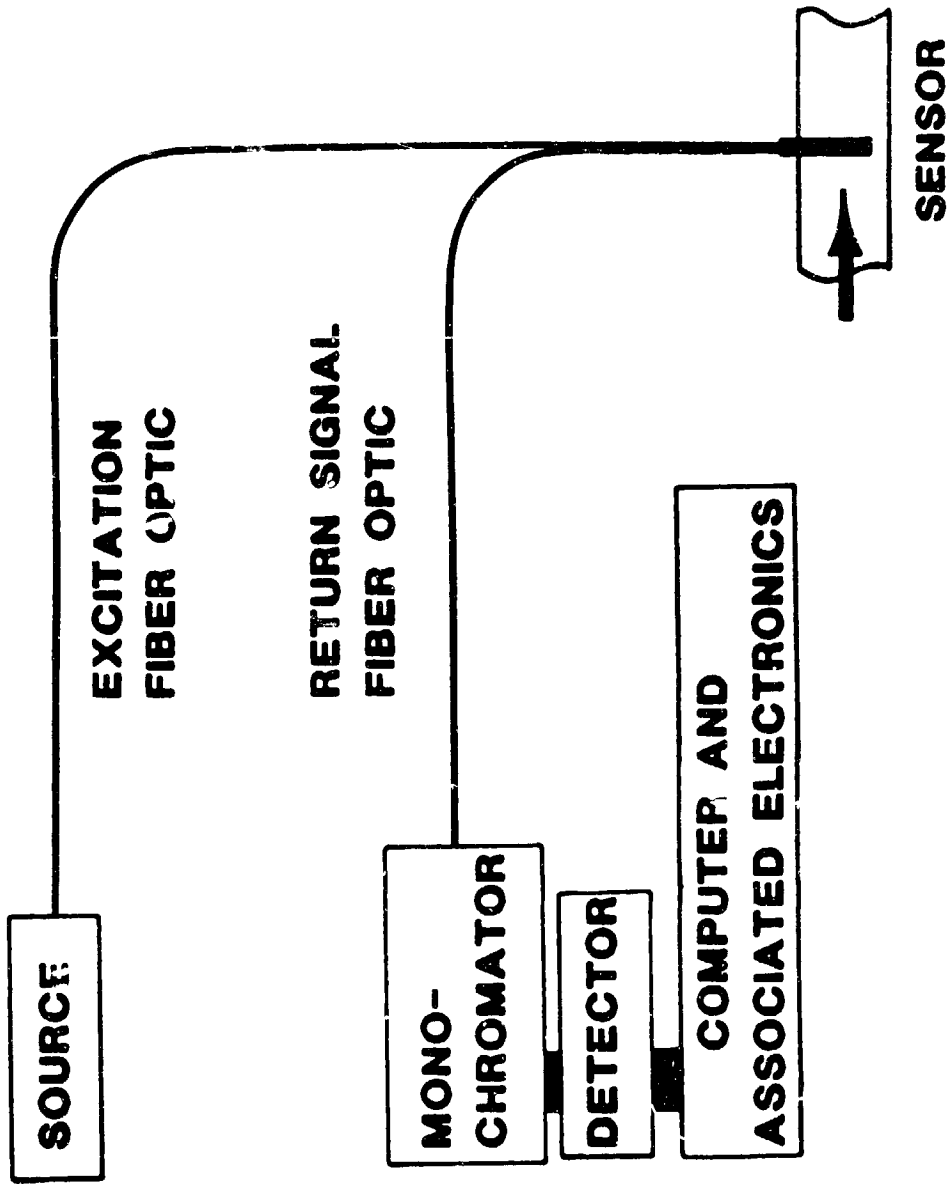 SOURCE
EXCITATION
FIBER OPTIC
RETURN SIGNAL
FIBER OPTIC
MONO-
CHROMATOR
DETECTOR
COMPUTER AND
ASSOCIATED ELECTRONICS
SENSOR